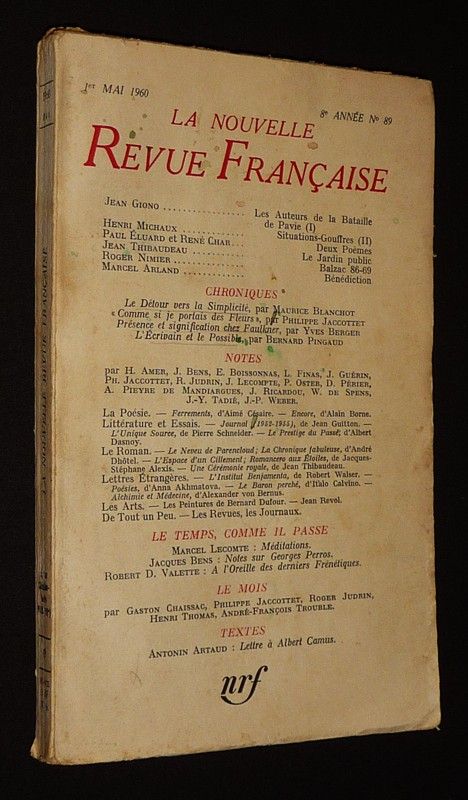 1er MAI 1960
8e ANNÉE No 89
LA NOUVELLE
REVUE FRANÇAISE
JEAN GIONO .................. Les Auteurs de la Bataille
de Pavie (I)
HENRI MICHAUX ............. Situations-Gouffres (II)
PAUL ÉLUARD et RENÉ CHAR... Deux Poèmes
JEAN THIBAUDEAU ............ Le Jardin public
ROGER NIMIER ............... Balzac 86-69
MARCEL ARLAND ............. Bénédiction
CHRONIQUES
Le Détour vers la Simplicité, par MAURICE BLANCHOT
« Comme si je portais des Fleurs », par PHILIPPE JACCOTTET
Présence et signification chez Faulkner, par YVES BERGER
L'Écrivain et le Possible, par BERNARD PINGAUD
NOTES
par H. AMER, J. BENS, E. BOISSONNAS, L. FINAS, J. GUÉRIN,
PH. JACCOTTET, R. JUDRIN, J. LECOMPTE, P. OSTER, D. PÉRIER,
A. PIEYRE DE MANDIARGUES, J. RICARDOU, W. DE SPENS,
J.-Y. TADIÉ, J.-P. WEBER.
La Poésie. — Ferrements, d'Aimé Césaire. — Encore, d'Alain Borne.
Littérature et Essais. — Journal (1952-1955), de Jean Guitton. —
L'Unique Source, de Pierre Schneider. — Le Prestige du Passé, d'Albert
Dasnoy.
Le Roman. — Le Neveu de Parencloud; La Chronique fabuleuse, d'André
Dhôtel. — L'Espace d'un Cillement; Romancero aux Étoiles, de Jacques-
Stéphane Alexis. — Une Cérémonie royale, de Jean Thibaudeau.
Lettres Étrangères. — L'Institut Benjamenta, de Robert Walser. —
Poésies, d'Anna Akhmatova. — Le Baron perché, d'Italo Calvino. —
Alchimie et Médecine, d'Alexander von Bernus.
Les Arts. — Les Peintures de Bernard Dufour. — Jean Revol.
De Tout un Peu. — Les Revues, les Journaux.
LE TEMPS, COMME IL PASSE
MARCEL LECOMTE : Méditations.
JACQUES BENS : Notes sur Georges Perros.
ROBERT D. VALETTE : A l'Oreille des derniers Frénétiques.
LE MOIS
par GASTON CHAISSAC, PHILIPPE JACCOTTET, ROGER JUDRIN,
HENRI THOMAS, ANDRÉ-FRANÇOIS TROUBLE.
TEXTES
ANTONIN ARTAUD : Lettre à Albert Camus.
nrf
LA NOUVELLE REVUE FRANÇAISE